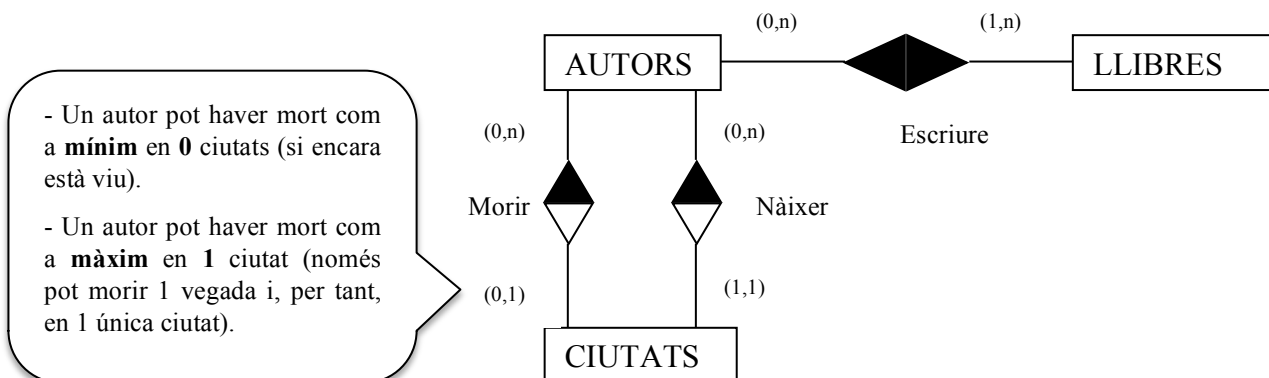 (0,n)
(1,n)
AUTORS
LLIBRES
- Un autor pot haver mort com
a mínim en 0 ciutats (si encara
està viu).
- Un autor pot haver mort com
a màxim en 1 ciutat (només
pot morir 1 vegada i, per tant,
en 1 única ciutat).
(0,n)
(0,n)
Escriure
Morir
Nàixer
(0,1)
(1,1)
CIUTATS